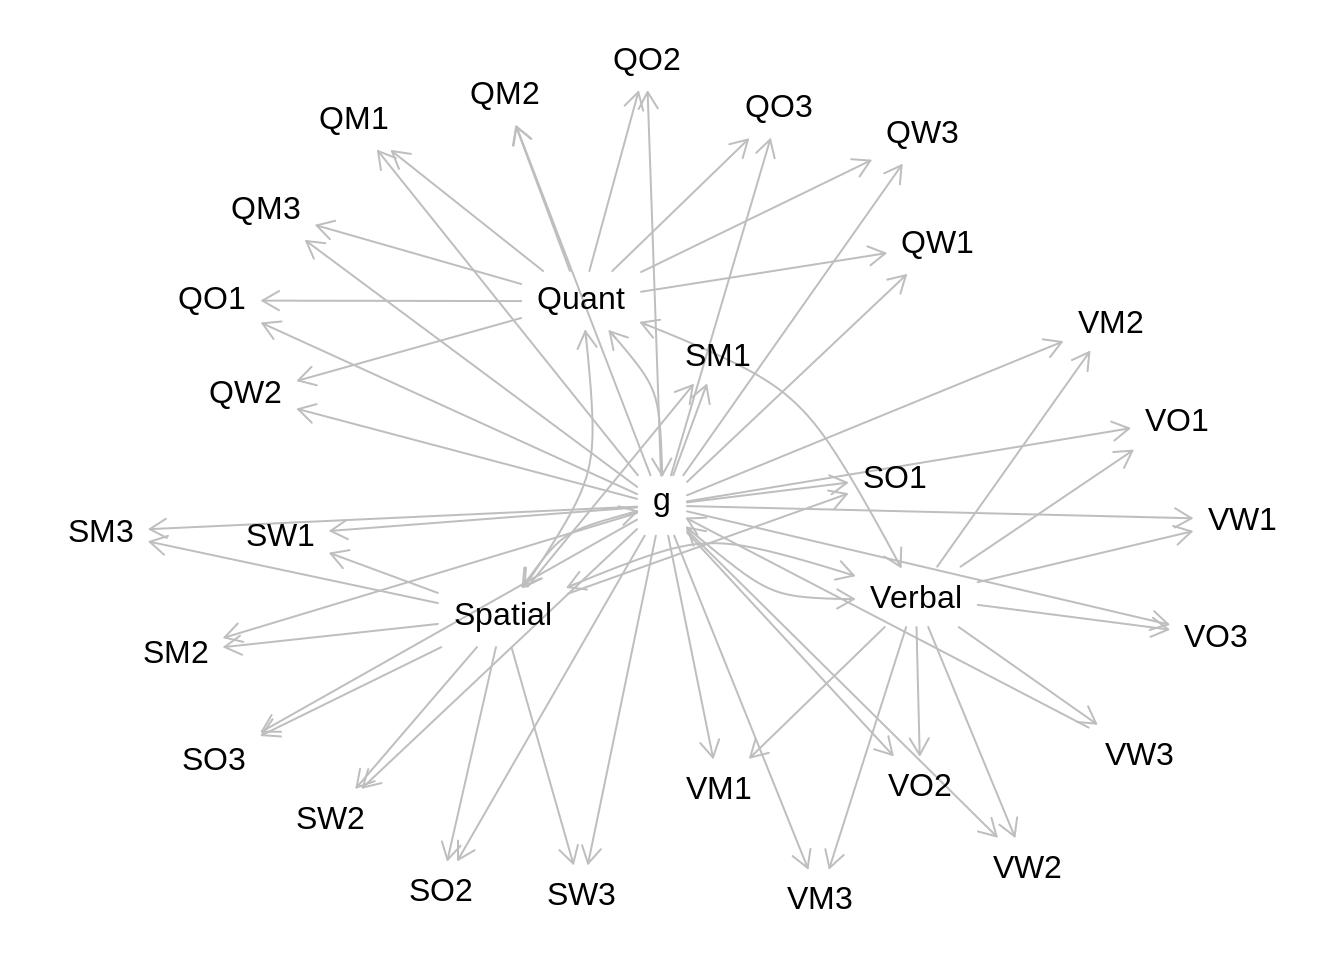 QO2
QM2
QO3
QM1
QW3
QM3
QW1
QO1
Quant
VM2
SM1
QW2
VO1
SO1
g
VW1
SM3
SW1
Verbal
Spatial
VO3
SM2
VW3
SO3
VO2
VM1
SW2
VW2
SO2
SW3
VM3